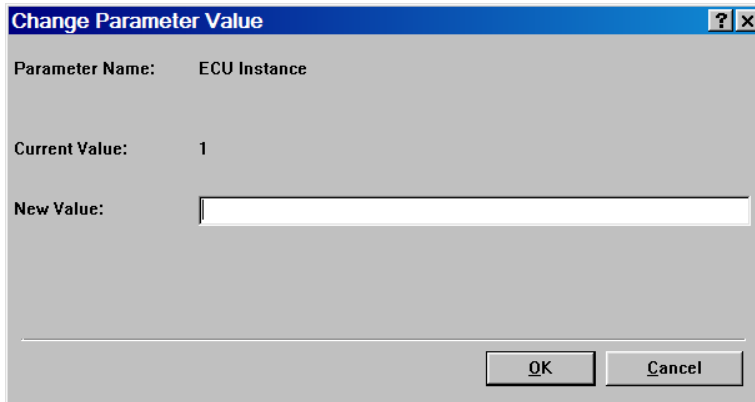 Change Parameter Value
Parameter Name: ECU Instance
Current Value: 1
New Value:
OK Cancel